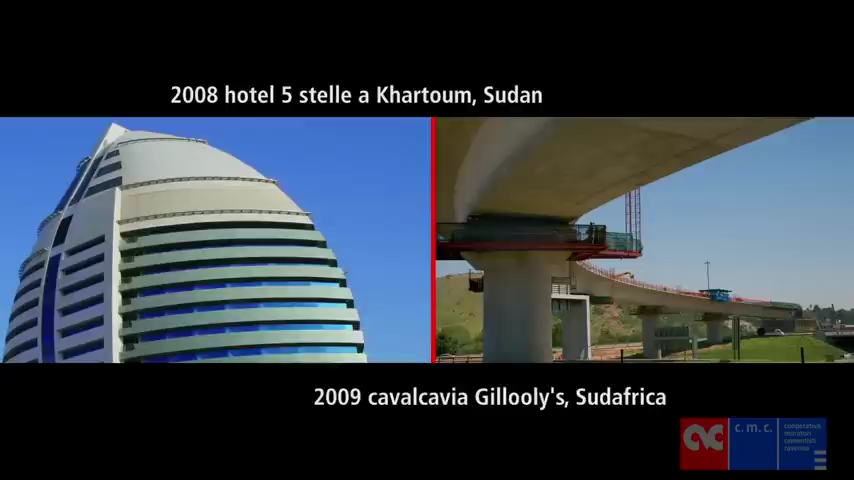 2008 hotel 5 stelle a Khartoum, Sudan
2009 cavalcavia Gillooly's, Sudafrica
c.m.c.
cooperativa
muratori
cementisti
ravenna